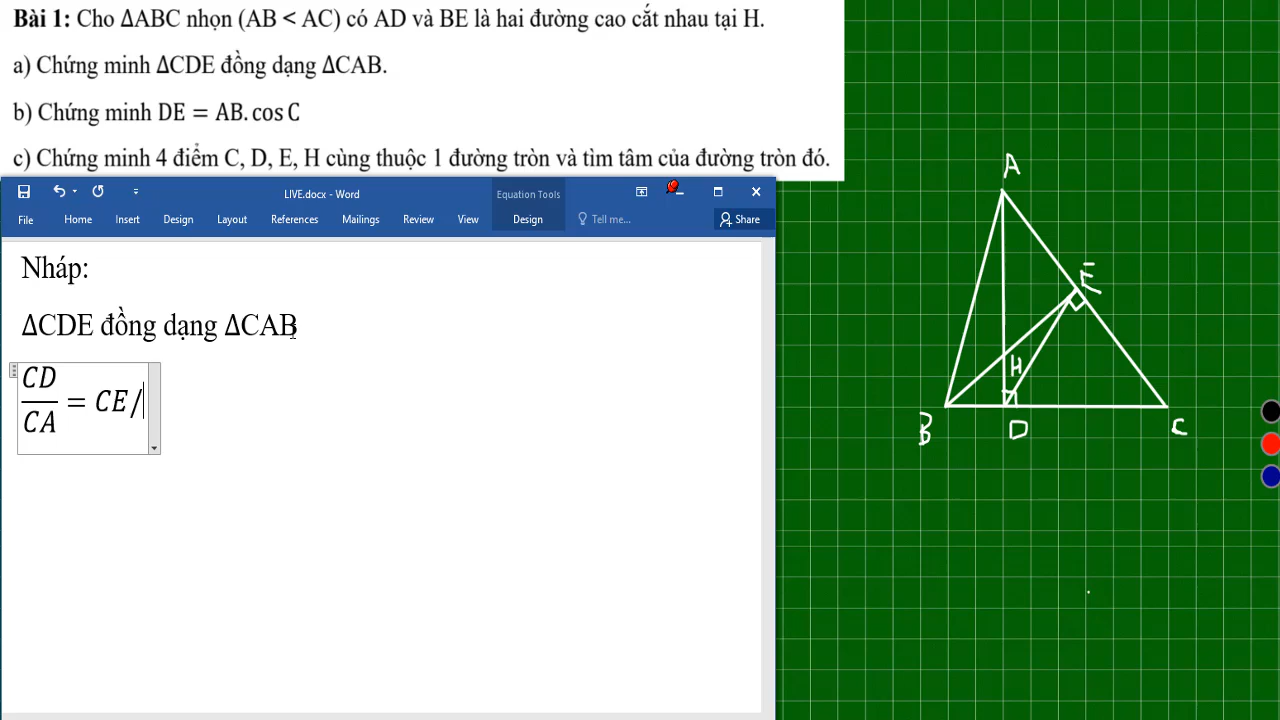 Bài 1: Cho ΔABC nhọn (AB < AC) có AD và BE là hai đường cao cắt nhau tại H.
a) Chứng minh ΔCDE đồng dạng ΔCAB.
b) Chứng minh DE = AB. cos C
c) Chứng minh 4 điểm C, D, E, H cùng thuộc 1 đường tròn và tìm tâm của đường tròn đó.
LIVE.docx - Word
Equation Tools
File Home Insert Design Layout References Mailings Review View Design Tell me... Share
Nháp:
ΔCDE đồng dạng ΔCAB
CD/CA = CE/
A
E
H
B
D
C